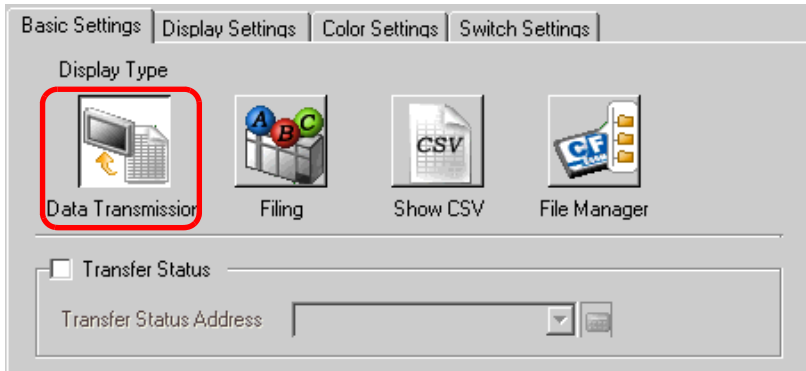 Basic Settings Display Settings Color Settings Switch Settings
Display Type
A B C
CSV
CF
Data Transmission Filing Show CSV File Manager
Transfer Status
Transfer Status Address